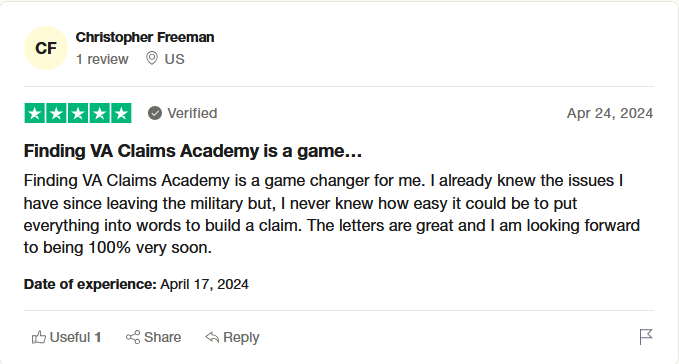 CF
Christopher Freeman
1 review US
Verified
Apr 24, 2024
Finding VA Claims Academy is a game…
Finding VA Claims Academy is a game changer for me. I already knew the issues I
have since leaving the military but, I never knew how easy it could be to put
everything into words to build a claim. The letters are great and I am looking forward
to being 100% very soon.
Date of experience: April 17, 2024
Useful 1 Share Reply